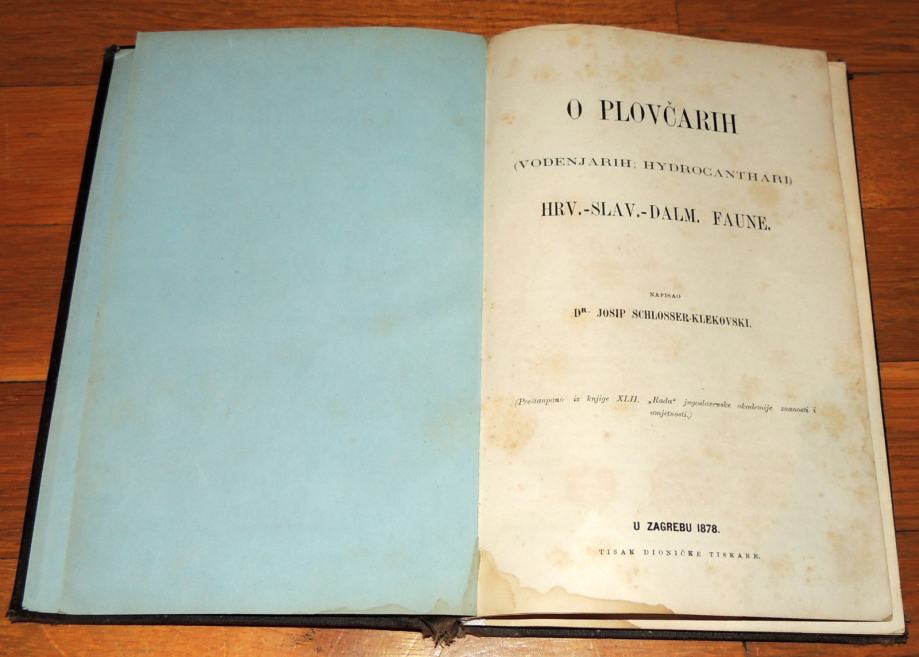 O PLOVČARIH
(VODENJARIH; HYDROCANTHARI)
HRV.-SLAV.-DALM. FAUNE.
NAPISAO
DR. JOSIP SCHLOSSER-KLEKOVSKI.
(Preštampano iz knjige XLII. „Rada“ jugoslavenske akademije znanosti i
umjetnosti.)
U ZAGREBU 1878.
TISAK DIONIČKE TISKARE.